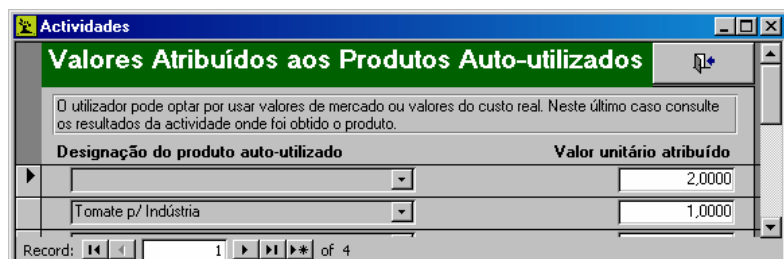 Actividades
Valores Atribuídos aos Produtos Auto-utilizados
O utilizador pode optar por usar valores de mercado ou valores do custo real. Neste último caso consulte
os resultados da actividade onde foi obtido o produto.
Designação do produto auto-utilizado Valor unitário atribuído
2,0000
Tomate p/ Indústria 1,0000
Record: 1 of 4